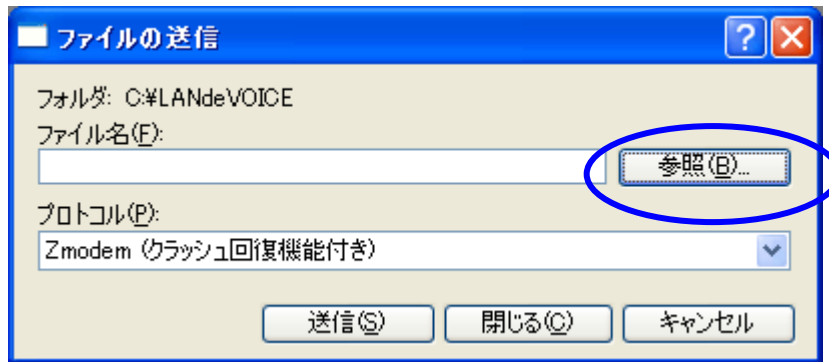 ファイルの送信
フォルダ: C:¥LANdeVOICE
ファイル名(F):
参照(B)...
プロトコル(P):
Zmodem (クラッシュ回復機能付き)
送信(S) 閉じる(C) キャンセル